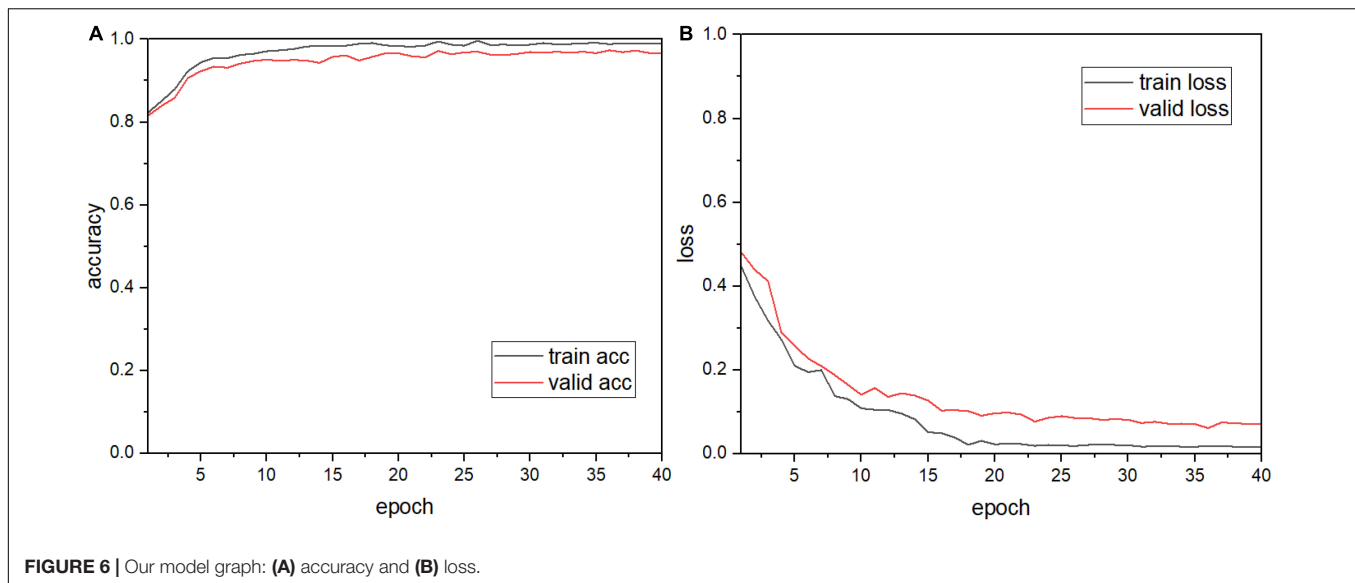 A
1.0
0.8
0.6
0.4
0.2
0.0
accuracy
train acc
valid acc
5 10 15 20 25 30 35 40
epoch
B
1.0
0.8
0.6
0.4
0.2
0.0
loss
train loss
valid loss
5 10 15 20 25 30 35 40
epoch
FIGURE 6 | Our model graph: (A) accuracy and (B) loss.